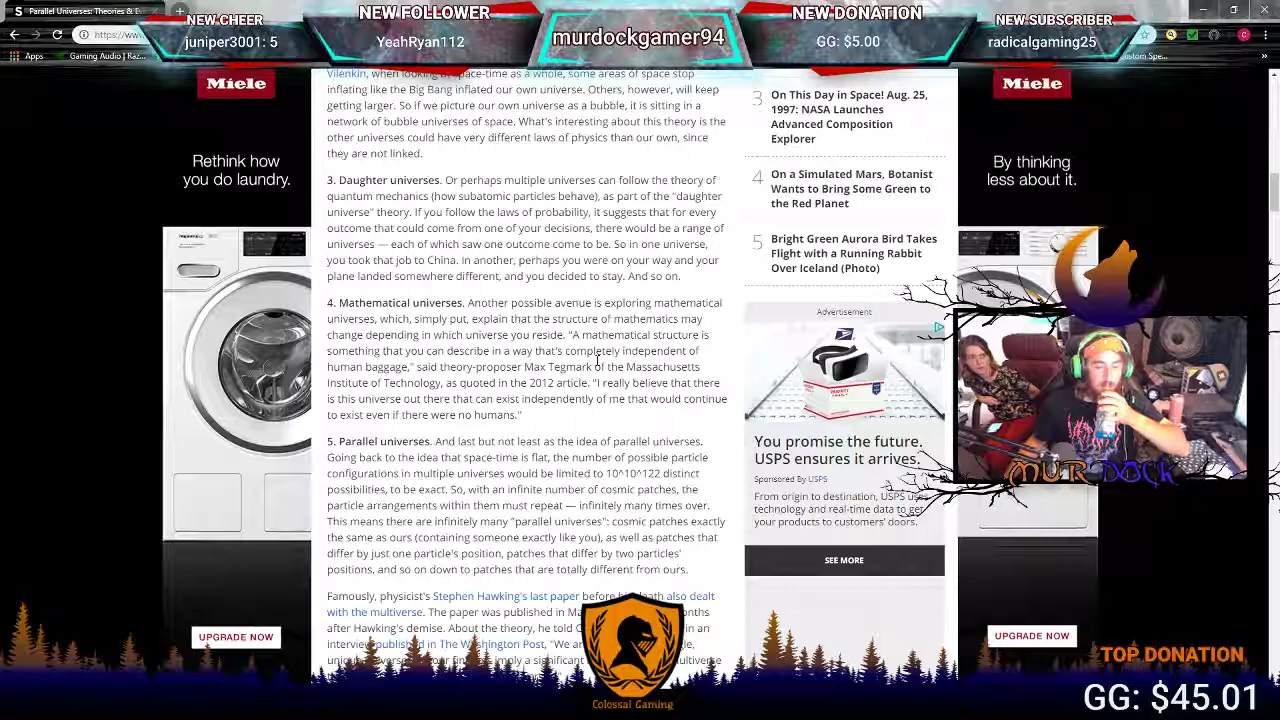 Parallel Universes: Theories & E
NEW CHEER
juniper3001: 5
NEW FOLLOWER
YeahRyan112
murdockgamer94
NEW DONATION
GG: $5.00
NEW SUBSCRIBER
radicalgaming25
https://www.
Apps
Gaming Audio | Raz...
ustom Spe...
Miele
Rethink how
you do laundry.
UPGRADE NOW
Vilenkin, when looking space-time as a whole, some areas of space stop
inflating like the Big Bang inflated our own universe. Others, however, will keep
getting larger. So if we picture our own universe as a bubble, it is sitting in a
network of bubble universes of space. What's interesting about this theory is the
other universes could have very different laws of physics than our own, since
they are not linked.
3. Daughter universes. Or perhaps multiple universes can follow the theory of
quantum mechanics (how subatomic particles behave), as part of the "daughter
universe" theory. If you follow the laws of probability, it suggests that for every
outcome that could come from one of your decisions, there would be a range of
universes — each of which saw one outcome come to be. So in one universe,
you took that job to China. In another, perhaps you were on your way and your
plane landed somewhere different, and you decided to stay. And so on.
4. Mathematical universes. Another possible avenue is exploring mathematical
universes, which, simply put, explain that the structure of mathematics may
change depending in which universe you reside. "A mathematical structure is
something that you can describe in a way that's completely independent of
human baggage," said theory-proposer Max Tegmark of the Massachusetts
Institute of Technology, as quoted in the 2012 article. "I really believe that there
is this universe out there that can exist independently of me that would continue
to exist even if there were no humans."
5. Parallel universes. And last but not least as the idea of parallel universes.
Going back to the idea that space-time is flat, the number of possible particle
configurations in multiple universes would be limited to 10^10^122 distinct
possibilities, to be exact. So, with an infinite number of cosmic patches, the
particle arrangements within them must repeat — infinitely many times over.
This means there are infinitely many "parallel universes": cosmic patches exactly
the same as ours (containing someone exactly like you), as well as patches that
differ by just one particle's position, patches that differ by two particles'
positions, and so on down to patches that are totally different from ours.
Famously, physicist's Stephen Hawking's last paper before his death also dealt
with the multiverse. The paper was published in Ma onths
after Hawking's demise. About the theory, he told C in an
interview published in The Washington Post, "We are gle,
imply a significant multiverse
3 On This Day in Space! Aug. 25,
1997: NASA Launches
Advanced Composition
Explorer
4 On a Simulated Mars, Botanist
Wants to Bring Some Green to
the Red Planet
5 Bright Green Aurora Bird Takes
Flight with a Running Rabbit
Over Iceland (Photo)
Advertisement
You promise the future.
USPS ensures it arrives.
Sponsored By USPS
From origin to destination, USPS uses
technology and real-time data to get
your products to customers' doors.
SEE MORE
Miele
By thinking
less about it.
MURDOCK
UPGRADE NOW
Colossal Gaming
TOP DONATION
GG: $45.01